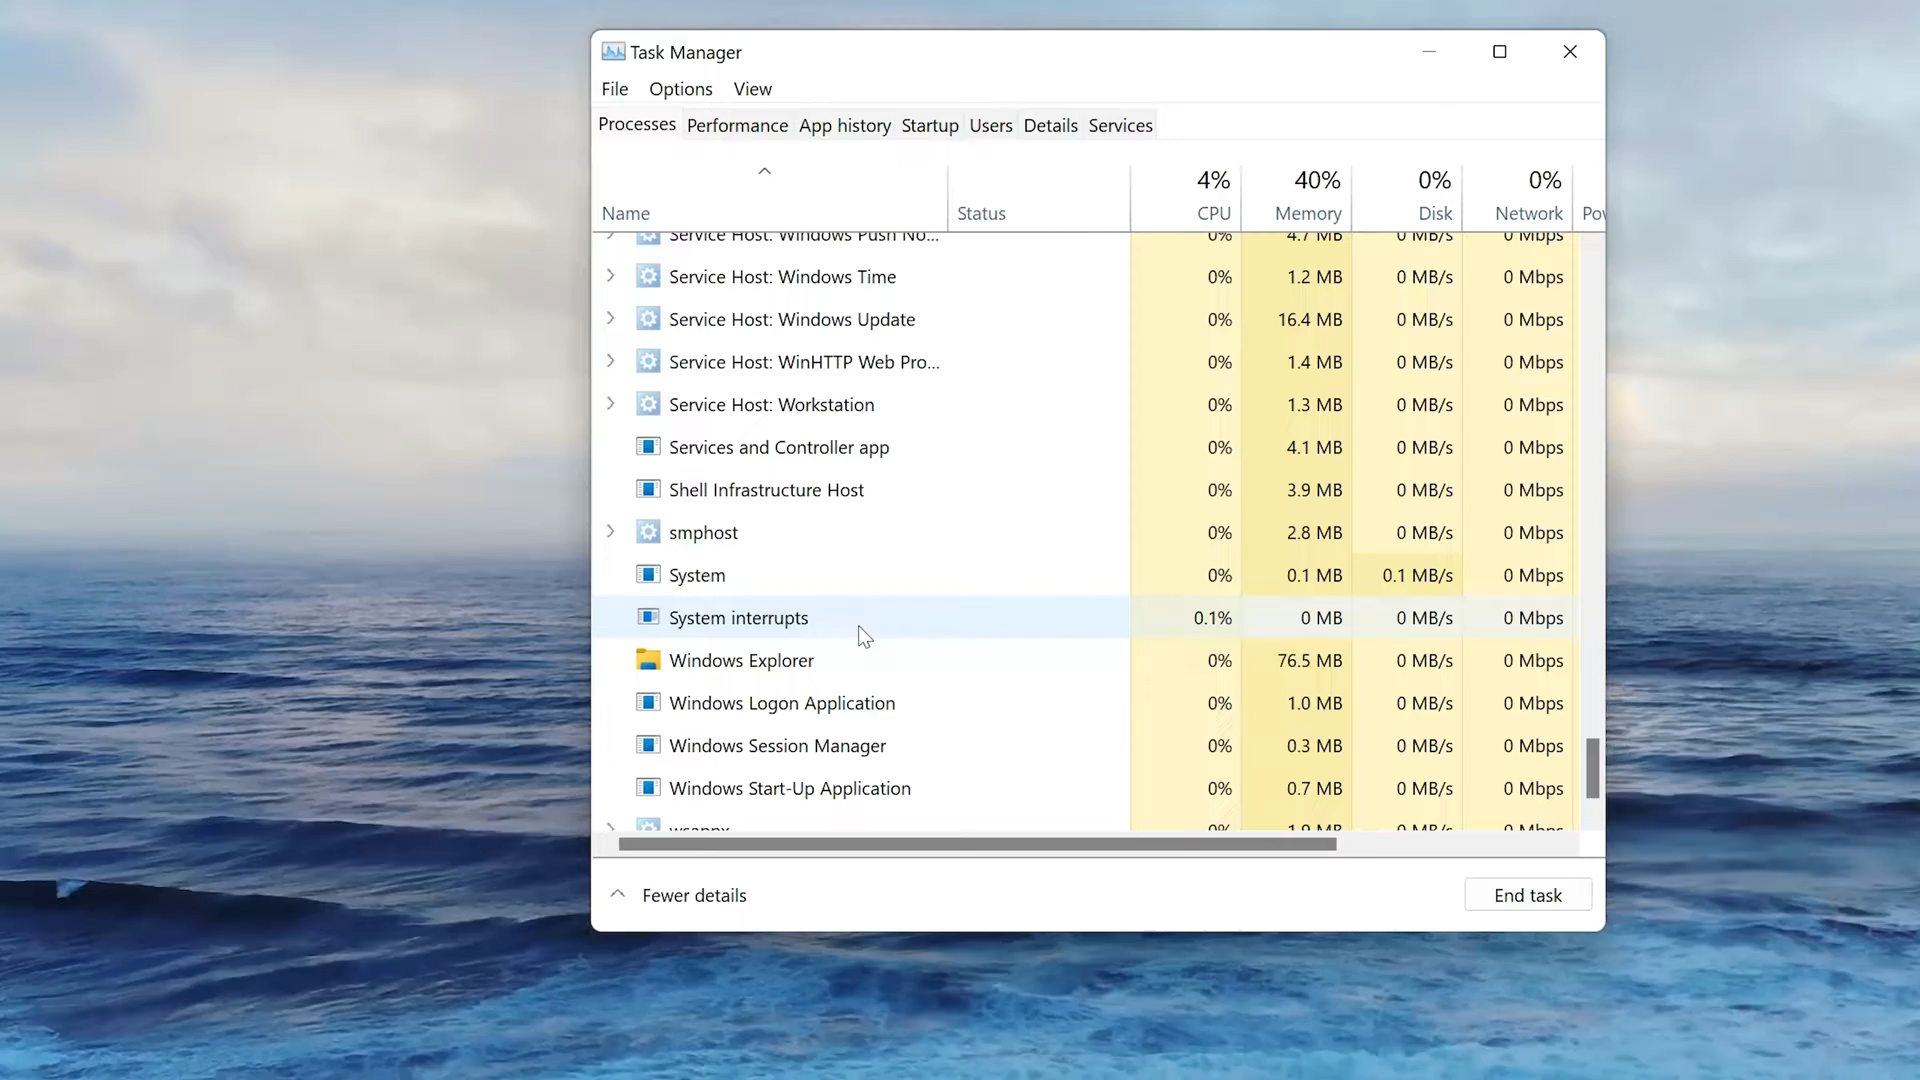 Task Manager
File Options View
Processes Performance App history Startup Users Details Services
4% 40% 0% 0%
Name Status CPU Memory Disk Network Pow
Service Host: Windows Push No... 0% 4.7 MB 0 MB/s 0 Mbps
Service Host: Windows Time 0% 1.2 MB 0 MB/s 0 Mbps
Service Host: Windows Update 0% 16.4 MB 0 MB/s 0 Mbps
Service Host: WinHTTP Web Pro... 0% 1.4 MB 0 MB/s 0 Mbps
Service Host: Workstation 0% 1.3 MB 0 MB/s 0 Mbps
Services and Controller app 0% 4.1 MB 0 MB/s 0 Mbps
Shell Infrastructure Host 0% 3.9 MB 0 MB/s 0 Mbps
smphost 0% 2.8 MB 0 MB/s 0 Mbps
System 0% 0.1 MB 0.1 MB/s 0 Mbps
System interrupts 0.1% 0 MB 0 MB/s 0 Mbps
Windows Explorer 0% 76.5 MB 0 MB/s 0 Mbps
Windows Logon Application 0% 1.0 MB 0 MB/s 0 Mbps
Windows Session Manager 0% 0.3 MB 0 MB/s 0 Mbps
Windows Start-Up Application 0% 0.7 MB 0 MB/s 0 Mbps
wsappx 0% 1.9 MB 0 MB/s 0 Mbps
Fewer details End task